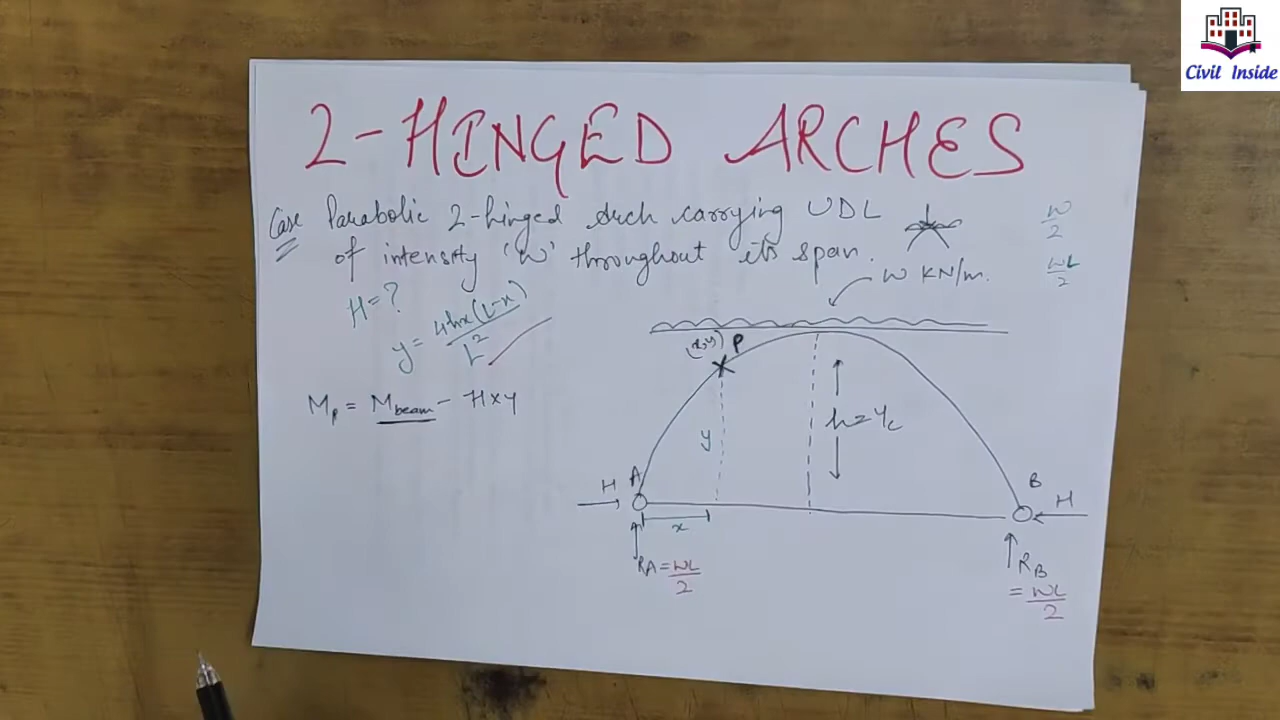 Civil Inside
2-HINGED ARCHES
Case Parabolic 2-hinged Arch carrying UDL
of intensity 'w' throughout its span.
W/2
WL/2
H=?
y = 4hx(L-x)/L²
w KN/m.
(x,y) P
Mp = Mbeam - H×y
y
h=yc
H A
B H
x
RA = WL/2
RB
= WL/2